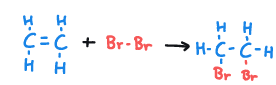 H H H H
C = C + Br - Br → H - C - C - H
H H Br Br